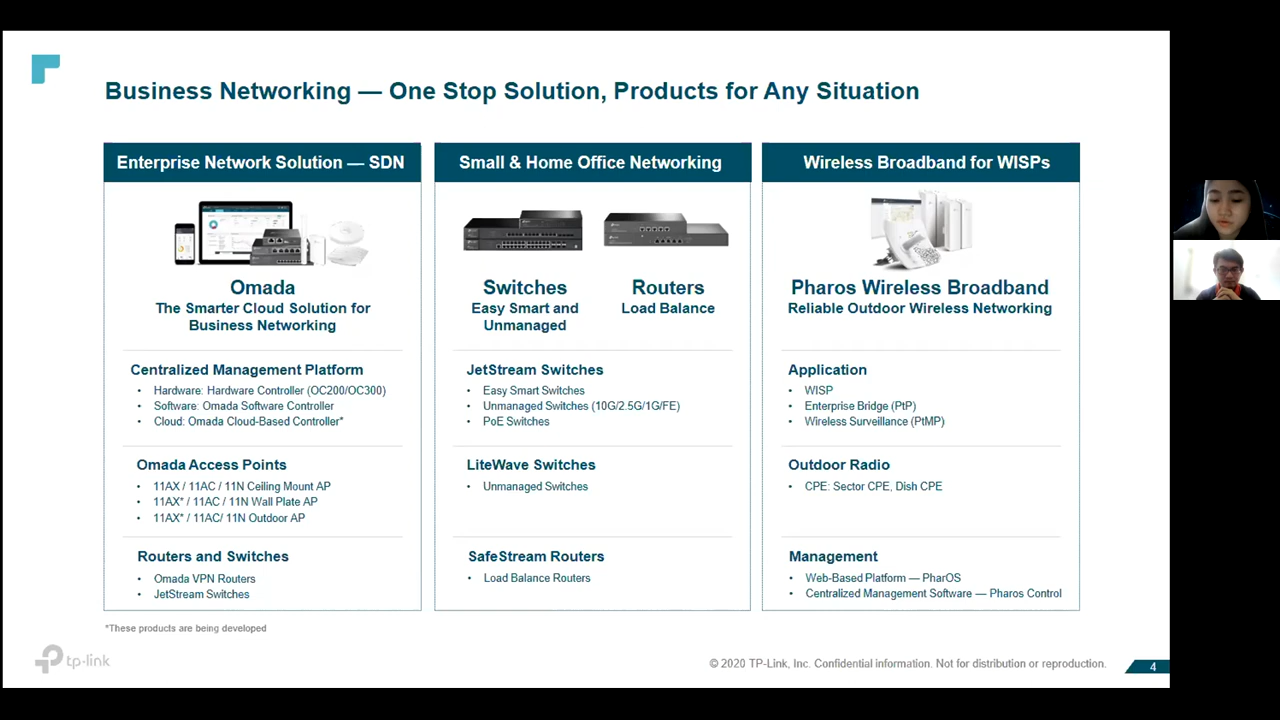 Business Networking — One Stop Solution, Products for Any Situation
Enterprise Network Solution — SDN
Omada
The Smarter Cloud Solution for
Business Networking
Centralized Management Platform
• Hardware: Hardware Controller (OC200/OC300)
• Software: Omada Software Controller
• Cloud: Omada Cloud-Based Controller*
Omada Access Points
• 11AX / 11AC / 11N Ceiling Mount AP
• 11AX* / 11AC / 11N Wall Plate AP
• 11AX* / 11AC/ 11N Outdoor AP
Routers and Switches
• Omada VPN Routers
• JetStream Switches
Small & Home Office Networking
Switches
Easy Smart and
Unmanaged
Routers
Load Balance
JetStream Switches
• Easy Smart Switches
• Unmanaged Switches (10G/2.5G/1G/FE)
• PoE Switches
LiteWave Switches
• Unmanaged Switches
SafeStream Routers
• Load Balance Routers
Wireless Broadband for WISPs
Pharos Wireless Broadband
Reliable Outdoor Wireless Networking
Application
• WISP
• Enterprise Bridge (PtP)
• Wireless Surveillance (PtMP)
Outdoor Radio
• CPE: Sector CPE, Dish CPE
Management
• Web-Based Platform — PharOS
• Centralized Management Software — Pharos Control
*These products are being developed
tp-link
© 2020 TP-Link, Inc. Confidential information. Not for distribution or reproduction.
4